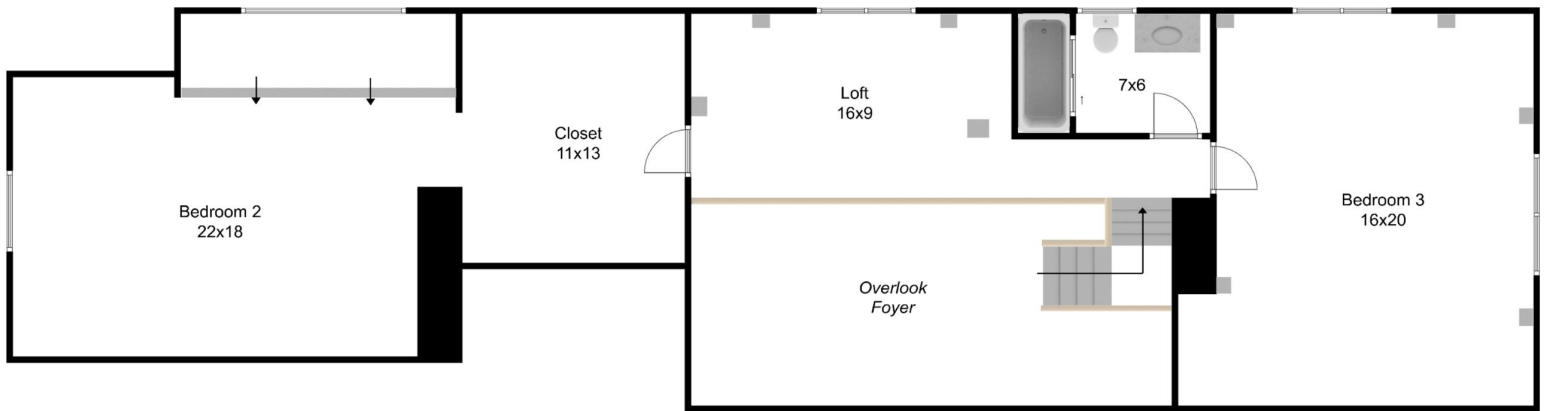 Bedroom 2
22x18
Closet
11x13
Loft
16x9
7x6
Bedroom 3
16x20
Overlook
Foyer